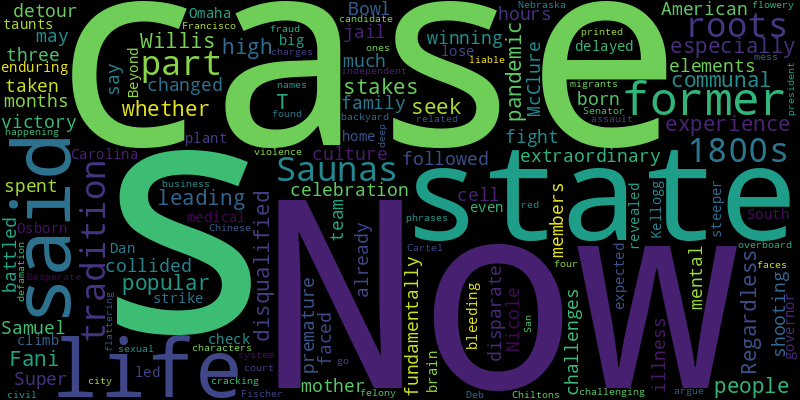 detour
taunts
may
three
enduring
taken
months
victory
happening
case
Omaha
Francisco
Willis
Beyond
part
say
changed
whether
high
fraud
big
charges
T
names
found
jail
much
independent
stakes
family
backyard
home
related
deep
Bowl
candidate
winning
lose
ones
liable
seek
hours
pandemic
McClure
fight
Nebraska
printed
delayed
migrants
born
Senator
assault
American
flowery
roots
especially
mess
elements
communal
president
former
experience
1800s
said
spent
battled
Osborn
defamation
Desperate
Samuel
climb
Fani
Super
civil
Carolina
tradition
plant
violence
culture
followed
extraordinary
S
business
leading
medical
Chinese
Dan
collided
popular
strike
disqualified
Saunas
celebration
team
already
phrases
state
cell
even
red
members
revealed
Kellogg
steeper
South
overboard
Now
Cartel
four
faces
expected
mental
Regardless
shooting
governor
life
flattering
check
characters
sexual
led
city
cracking
system
court
Fischer
premature
faced
go
mother
felony
fundamentally
brain
bleeding
disparate
Nicole
San
Deb
Chiltons
challenges
challenging
illness
people
argue